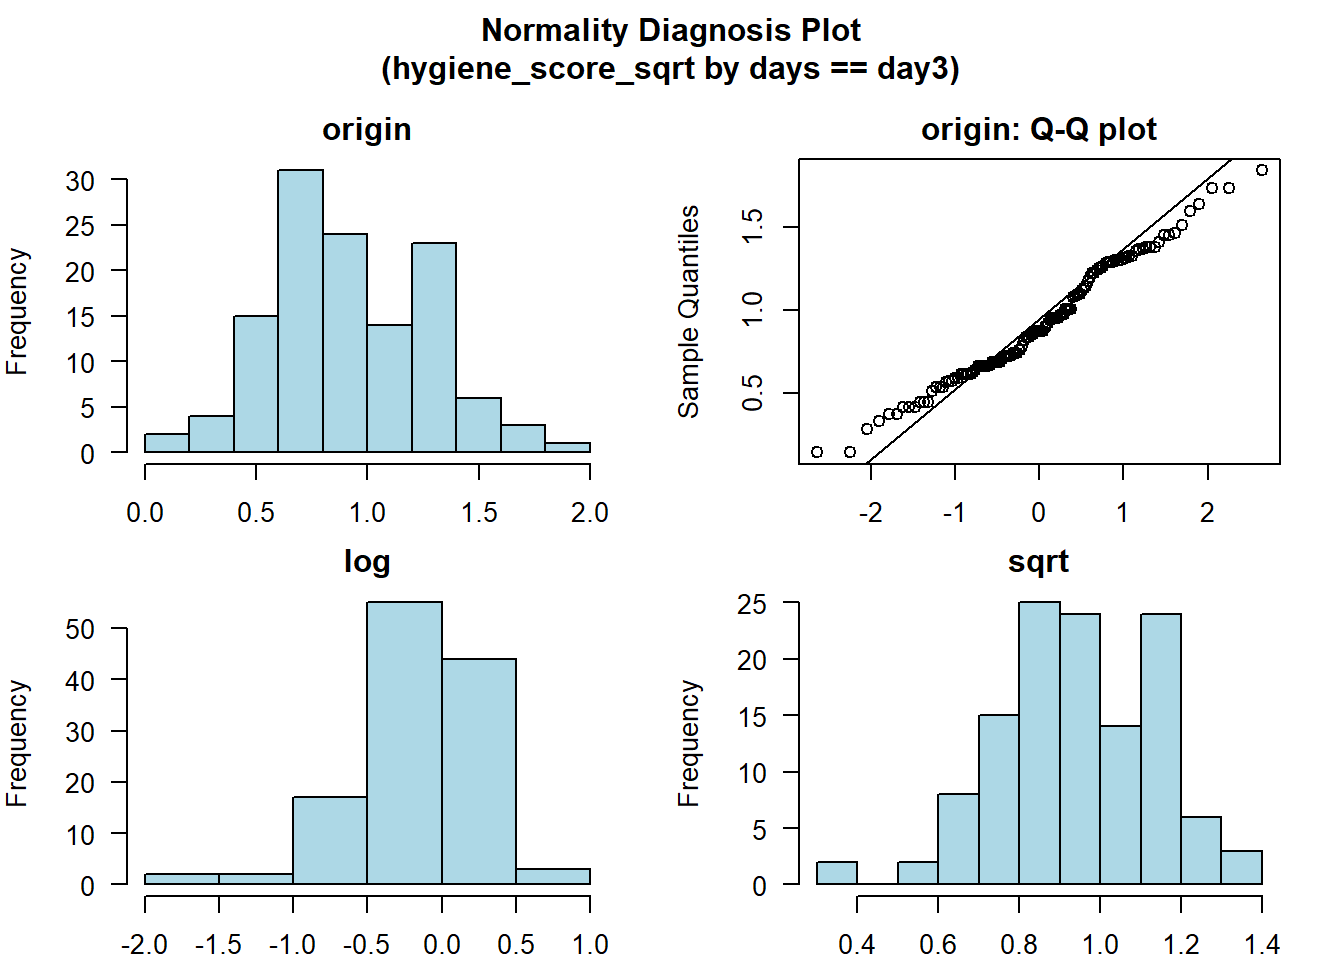 Normality Diagnosis Plot
(hygiene_score_sqrt by days == day3)
origin
Frequency
30
25
20
15
10
5
0
0.0 0.5 1.0 1.5 2.0
origin: Q-Q plot
Sample Quantiles
1.5
1.0
0.5
-2 -1 0 1 2
log
Frequency
50
40
30
20
10
0
-2.0 -1.5 -1.0 -0.5 0.0 0.5 1.0
sqrt
Frequency
25
20
15
10
5
0
0.4 0.6 0.8 1.0 1.2 1.4